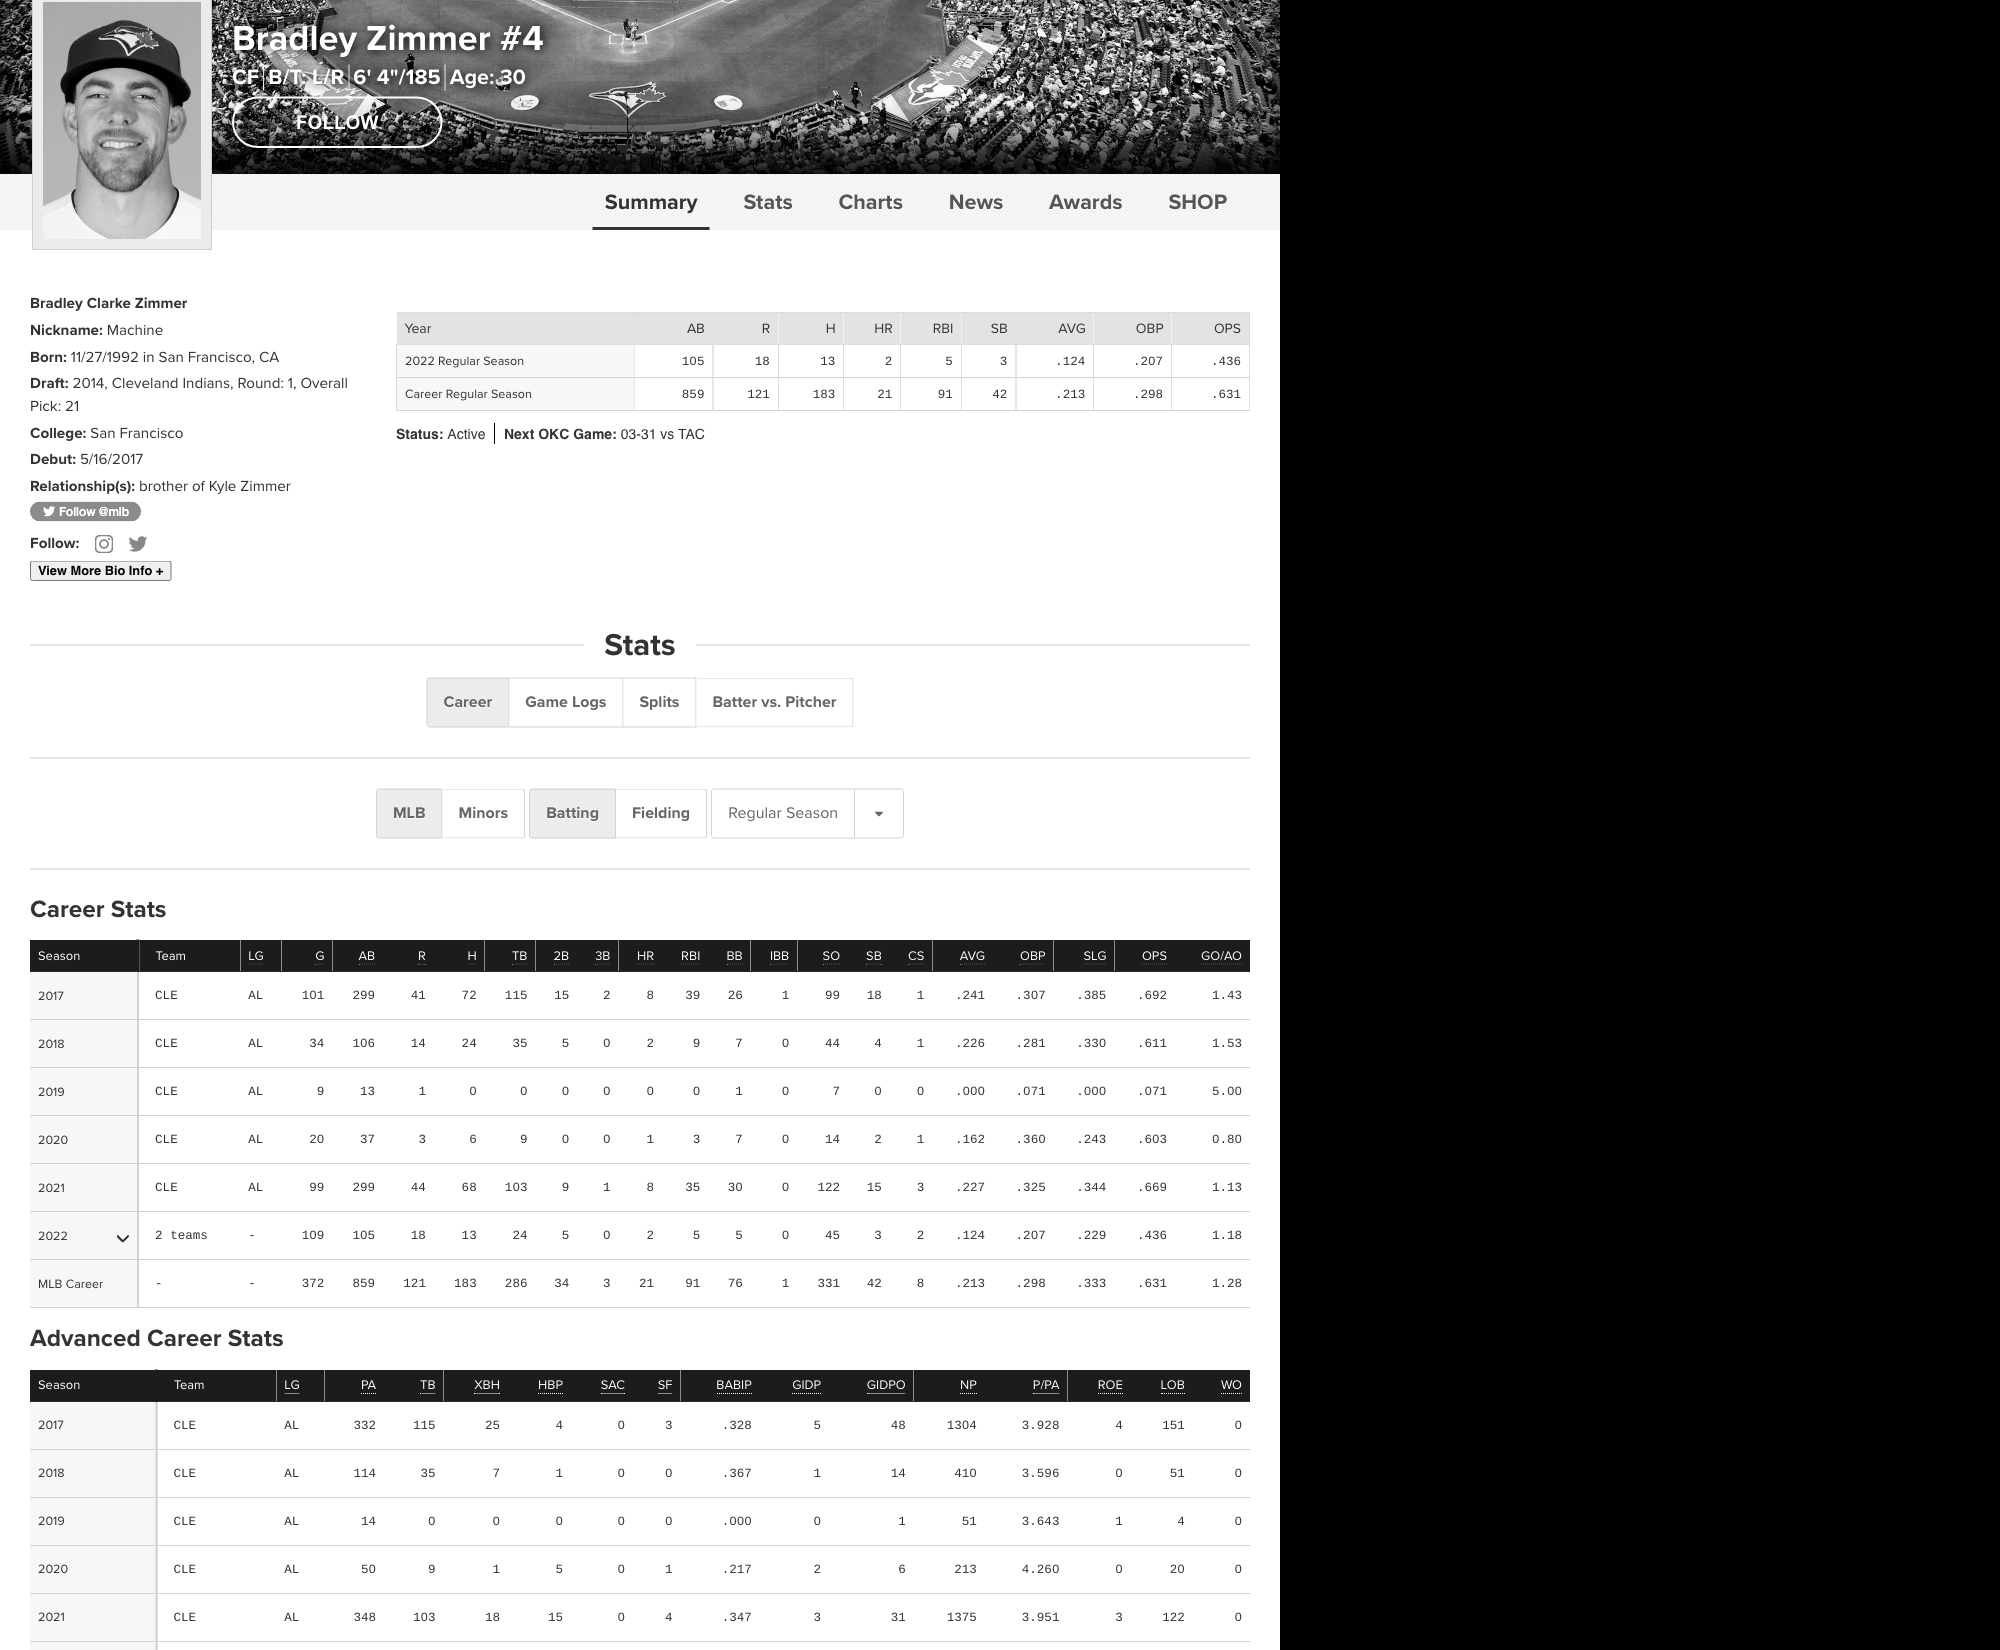 Bradley Zimmer #4
CF B/T: L/R 6' 4"/185 Age: 30
FOLLOW
Summary Stats Charts News Awards SHOP
Bradley Clarke Zimmer
Nickname: Machine
Born: 11/27/1992 in San Francisco, CA
Draft: 2014, Cleveland Indians, Round: 1, Overall
Pick: 21
College: San Francisco
Debut: 5/16/2017
Relationship(s): brother of Kyle Zimmer
Follow @mlb
Follow:
View More Bio Info +
Year AB R H HR RBI SB AVG OBP OPS
2022 Regular Season 105 18 13 2 5 3 .124 .207 .436
Career Regular Season 859 121 183 21 91 42 .213 .298 .631
Status: Active Next OKC Game: 03-31 vs TAC
Stats
Career Game Logs Splits Batter vs. Pitcher
MLB Minors Batting Fielding Regular Season
Career Stats
Season Team LG G AB R H TB 2B 3B HR RBI BB IBB SO SB CS AVG OBP SLG OPS GO/AO
2017 CLE AL 101 299 41 72 115 15 2 8 39 26 1 99 18 1 .241 .307 .385 .692 1.43
2018 CLE AL 34 106 14 24 35 5 0 2 9 7 0 44 4 1 .226 .281 .330 .611 1.53
2019 CLE AL 9 13 1 0 0 0 0 0 0 1 0 7 0 0 .000 .071 .000 .071 5.00
2020 CLE AL 20 37 3 6 9 0 0 1 3 7 0 14 2 1 .162 .360 .243 .603 0.80
2021 CLE AL 99 299 44 68 103 9 1 8 35 30 0 122 15 3 .227 .325 .344 .669 1.13
2022 2 teams - 109 105 18 13 24 5 0 2 5 5 0 45 3 2 .124 .207 .229 .436 1.18
MLB Career - - 372 859 121 183 286 34 3 21 91 76 1 331 42 8 .213 .298 .333 .631 1.28
Advanced Career Stats
Season Team LG PA TB XBH HBP SAC SF BABIP GIDP GIDPO NP P/PA ROE LOB WO
2017 CLE AL 332 115 25 4 0 3 .328 5 48 1304 3.928 4 151 0
2018 CLE AL 114 35 7 1 0 0 .367 1 14 410 3.596 0 51 0
2019 CLE AL 14 0 0 0 0 0 .000 0 1 51 3.643 1 4 0
2020 CLE AL 50 9 1 5 0 1 .217 2 6 213 4.260 0 20 0
2021 CLE AL 348 103 18 15 0 4 .347 3 31 1375 3.951 3 122 0